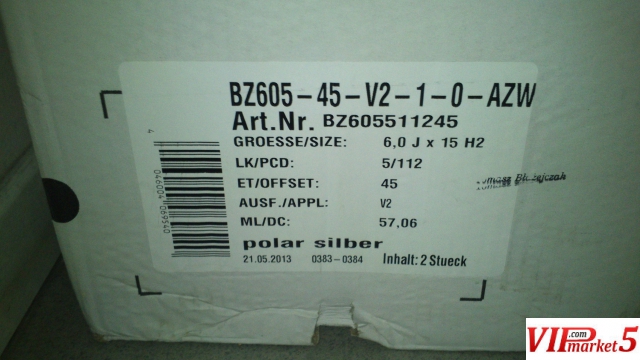 BZ605-45-V2-1-0-AZW
Art.Nr. BZ605511245
GROESSE/SIZE: 6,0 J x 15 H2
LK/PCD: 5/112
ET/OFFSET: 45
AUSF./APPL: V2
ML/DC: 57,06
polar silber
21.05.2013 0383-0384 Inhalt: 2 Stueck
VIP.com
market5